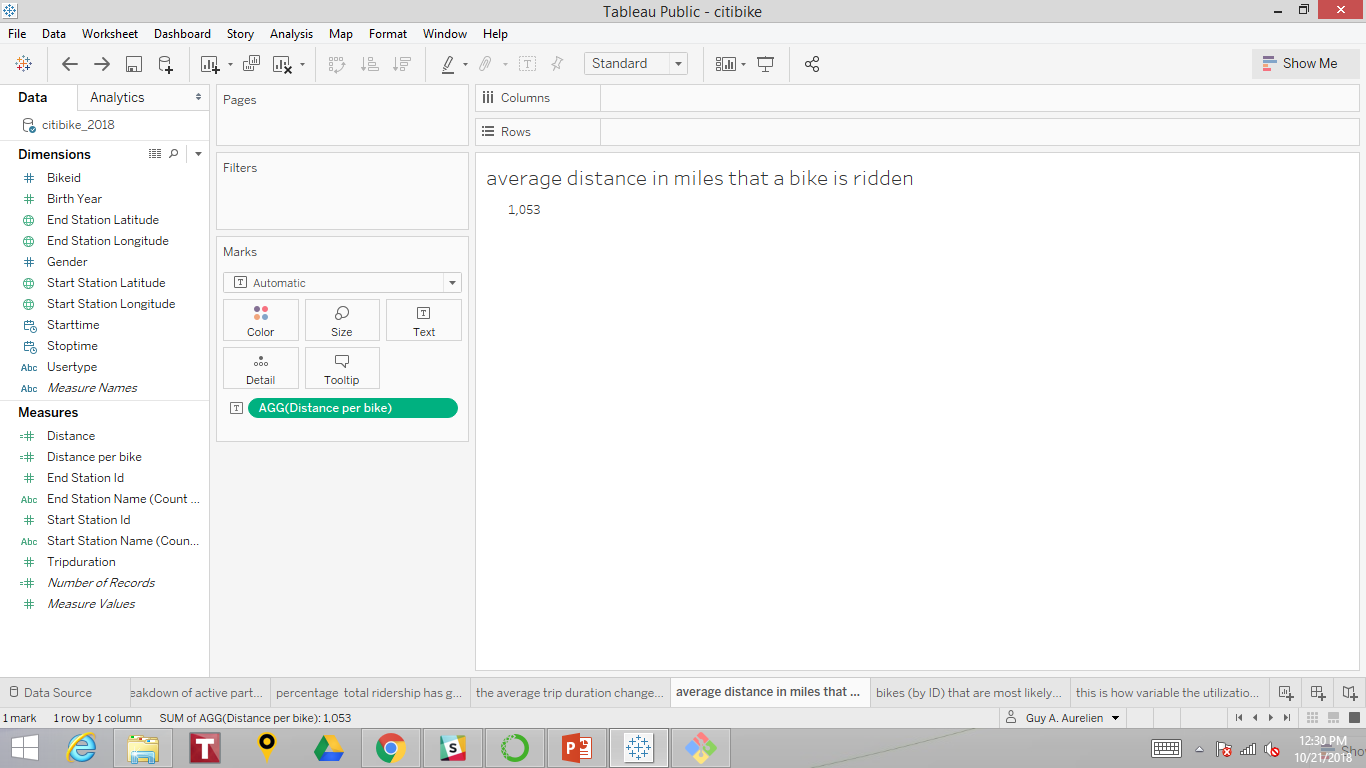 Tableau Public - citibike
File Data Worksheet Dashboard Story Analysis Map Format Window Help
Standard
Show Me
Data Analytics
citibike_2018
Dimensions
Bikeid
Birth Year
End Station Latitude
End Station Longitude
Gender
Start Station Latitude
Start Station Longitude
Starttime
Stoptime
Abc Usertype
Abc Measure Names
Measures
Distance
Distance per bike
End Station Id
Abc End Station Name (Count ...
Start Station Id
Abc Start Station Name (Coun...
Tripduration
Number of Records
Measure Values
Pages
Filters
Marks
Automatic
Color Size Text
Detail Tooltip
AGG(Distance per bike)
Columns
Rows
average distance in miles that a bike is ridden
1,053
Data Source eakdown of active part... percentage total ridership has g... the average trip duration change... average distance in miles that ... bikes (by ID) that are most likely... this is how variable the utilizatio...
1 mark 1 row by 1 column SUM of AGG(Distance per bike): 1,053 Guy A. Aurelien
12:30 PM
10/21/2018